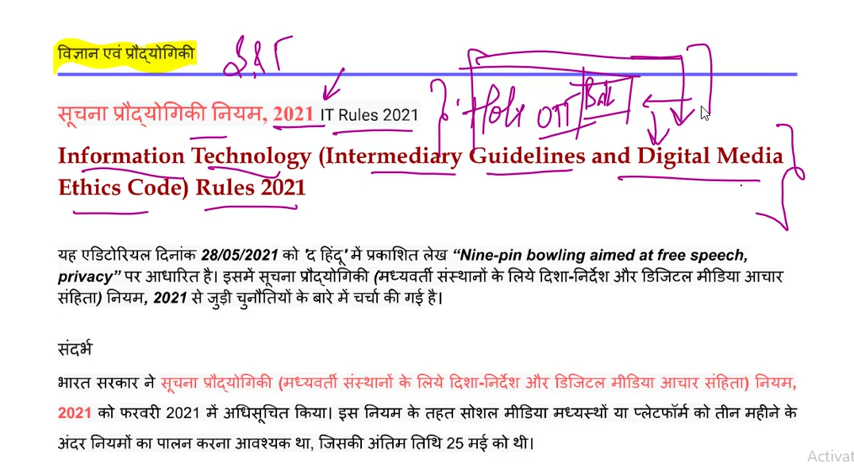 विज्ञान एवं प्रौद्योगिकी
S&T
सूचना प्रौद्योगिकी नियम, 2021 IT Rules 2021
OTT
Information Technology (Intermediary Guidelines and Digital Media
Ethics Code) Rules 2021
यह एडिटोरियल दिनांक 28/05/2021 को 'द हिंदू' में प्रकाशित लेख “Nine-pin bowling aimed at free speech,
privacy” पर आधारित है। इसमें सूचना प्रौद्योगिकी (मध्यवर्ती संस्थानों के लिये दिशा-निर्देश और डिजिटल मीडिया आचार
संहिता) नियम, 2021 से जुड़ी चुनौतियों के बारे में चर्चा की गई है।
संदर्भ
भारत सरकार ने सूचना प्रौद्योगिकी (मध्यवर्ती संस्थानों के लिये दिशा-निर्देश और डिजिटल मीडिया आचार संहिता) नियम,
2021 को फरवरी 2021 में अधिसूचित किया। इस नियम के तहत सोशल मीडिया मध्यस्थों या प्लेटफॉर्म को तीन महीने के
अंदर नियमों का पालन करना आवश्यक था, जिसकी अंतिम तिथि 25 मई को थी।
Activat